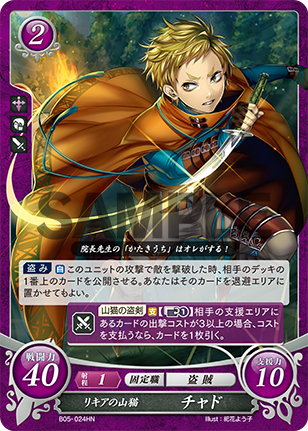 2
SAMPLE
院長先生の「かたきうち」はオレがする!
盗み 自 このユニットの攻撃で敵を撃破した時、相手のデッキの
1番上のカードを公開させる。あなたはそのカードを退避エリア
に置かせてもよい。
山猫の盗剣 支 【①】相手の退避エリアに
あるカードの出撃コストが3以上の場合、コスト
を支払うなら、カードを1枚引く。
戦闘力
40
射程 1 固定職 盗賊
支援力
10
リキアの山猫 チャド
B05-024HN
Illust:祀花よう子